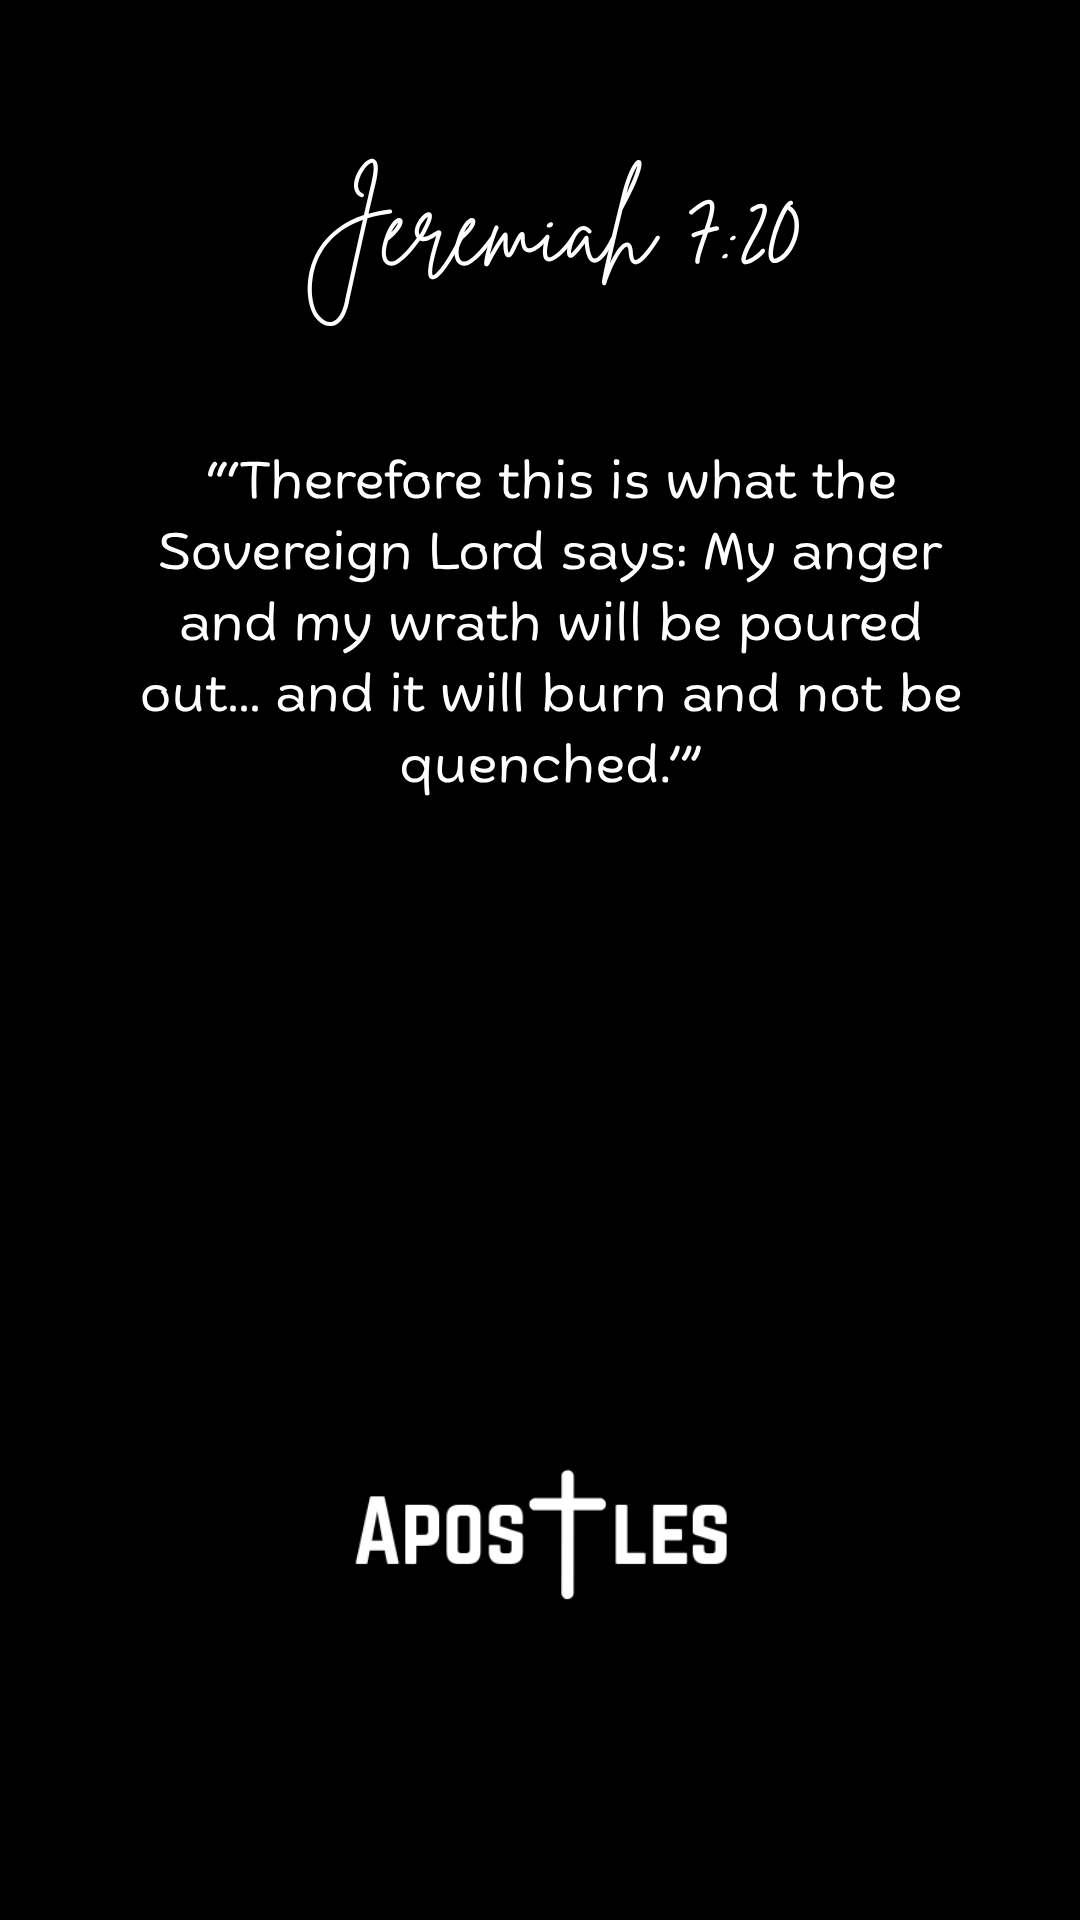 Jeremiah 7:20
“‘Therefore this is what the
Sovereign Lord says: My anger
and my wrath will be poured
out... and it will burn and not be
quenched.’”
Apostles